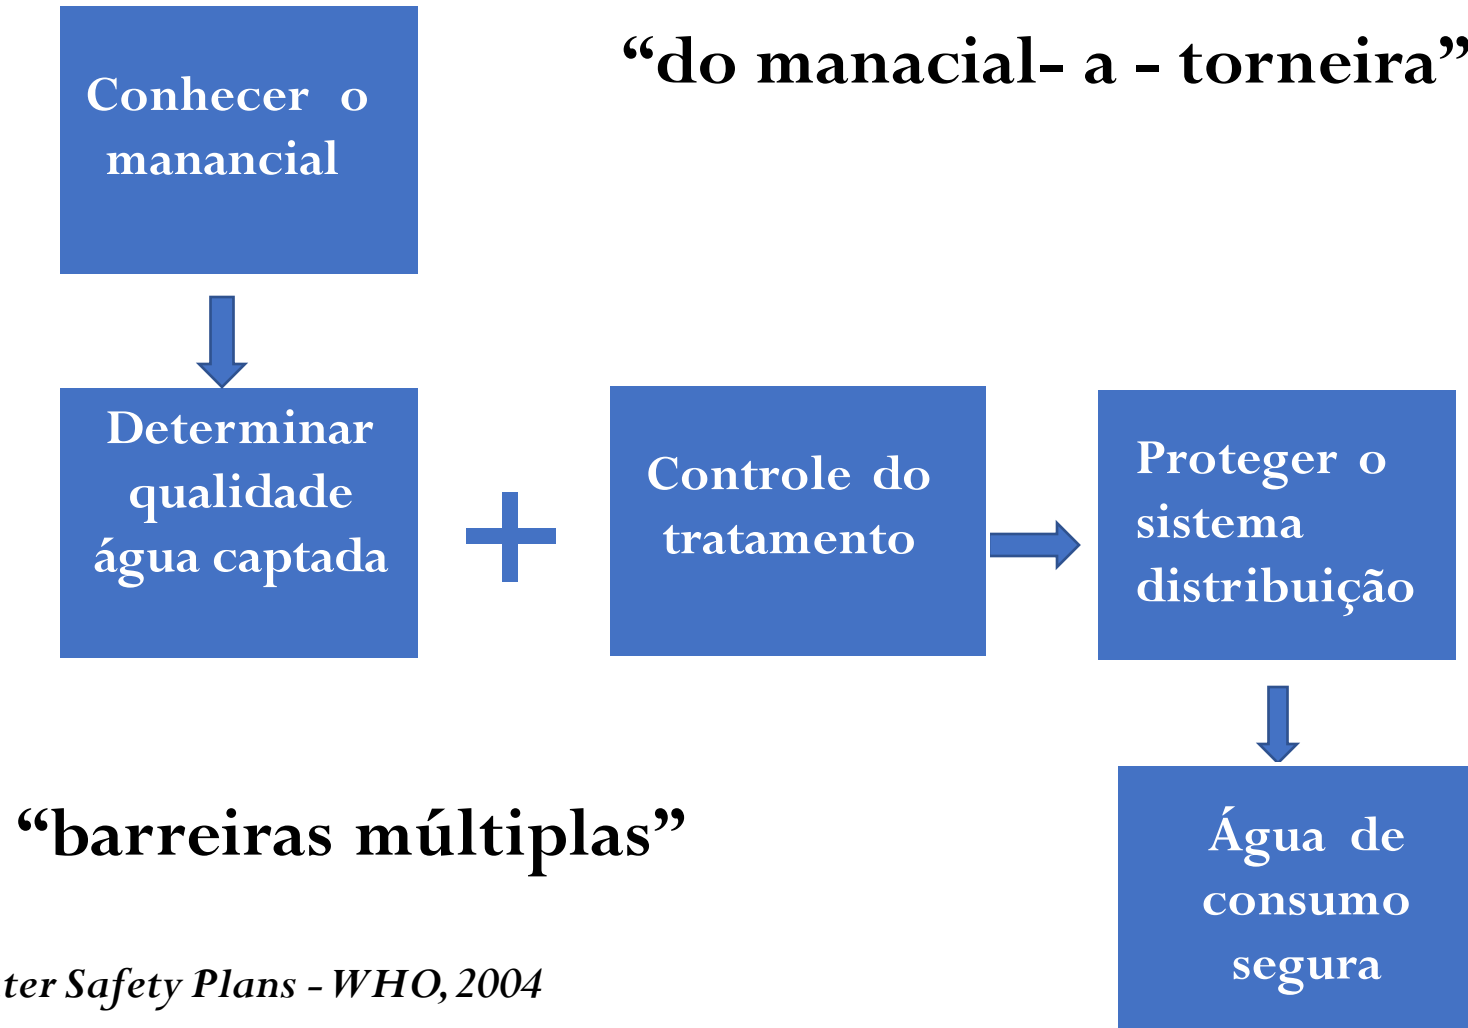 “do manacial- a - torneira”
Conhecer o
manancial
Determinar
qualidade
água captada
Controle do
tratamento
Proteger o
sistema
distribuição
Água de
consumo
segura
“barreiras múltiplas”
ter Safety Plans - WHO, 2004